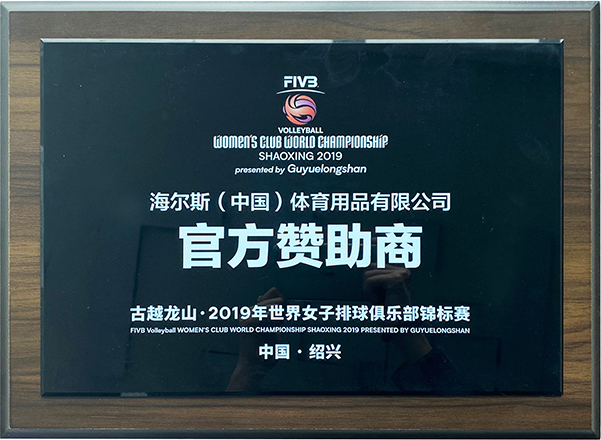 FIVB
VOLLEYBALL
WOMEN'S CLUB WORLD CHAMPIONSHIP
SHAOXING 2019
presented by Guyuelongshan
海尔斯（中国）体育用品有限公司
官方赞助商
古越龙山·2019年世界女子排球俱乐部锦标赛
FIVB Volleyball WOMEN'S CLUB WORLD CHAMPIONSHIP SHAOXING 2019 PRESENTED BY GUYUELONGSHAN
中国·绍兴